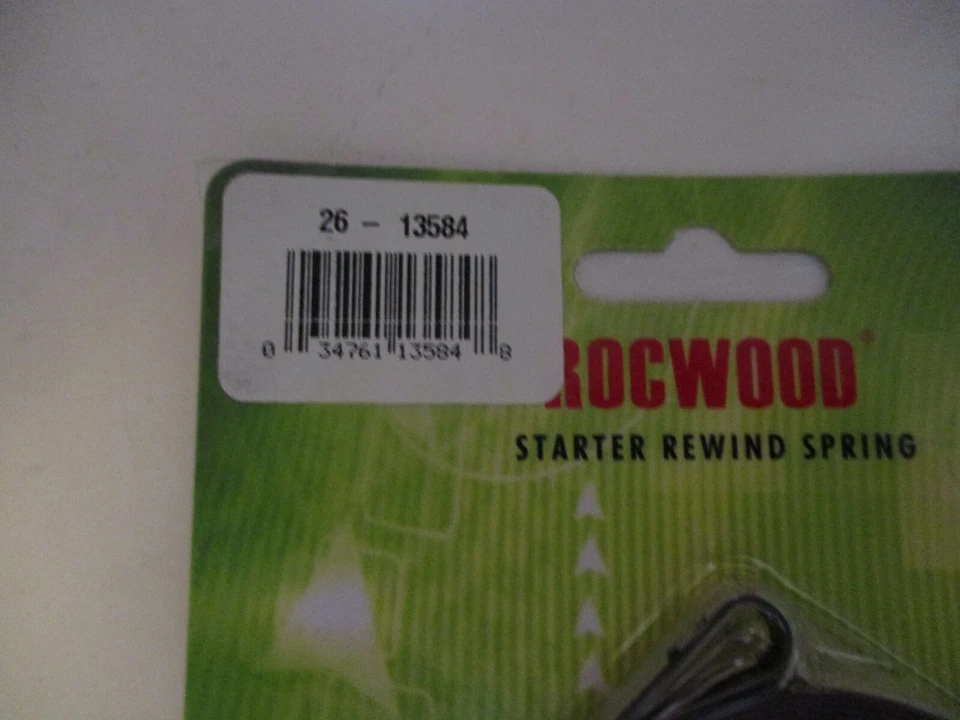 26 - 13584
0 34761 13584 8
ROCWOOD®
STARTER REWIND SPRING